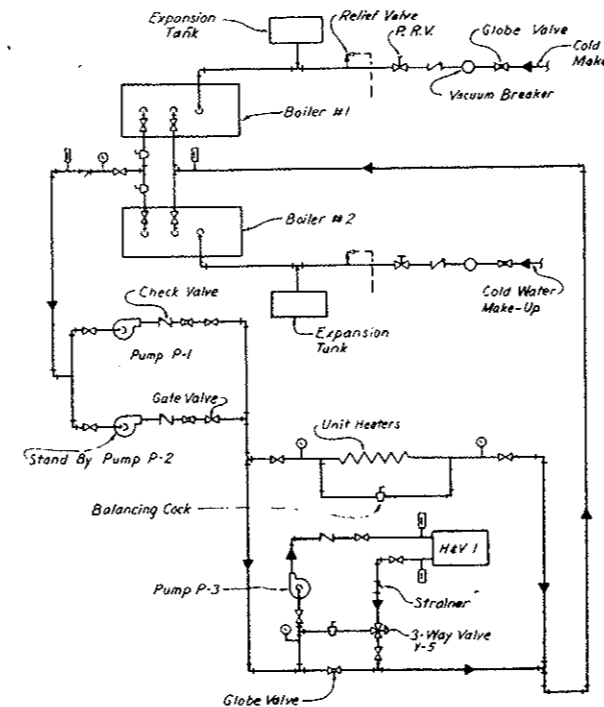 Expansion
Tank
Relief Valve
P.R.V.
Globe Valve
Cold
Make
Vacuum Breaker
Boiler #1
Boiler #2
Cold Water
Make-Up
Expansion
Tank
Check Valve
Pump P-1
Gate Valve
Stand By Pump P-2
Unit Heaters
Balancing Cock
H&V 1
Pump P-3
Strainer
3-Way Valve
V-5
Globe Valve